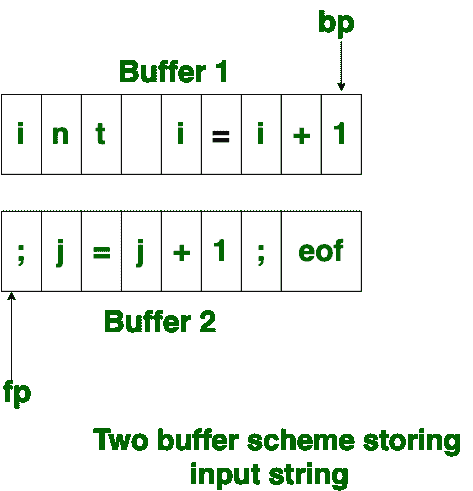 bp
Buffer 1
i n t i = i + 1
; j = j + 1 ; eof
Buffer 2
fp
Two buffer scheme storing
input string